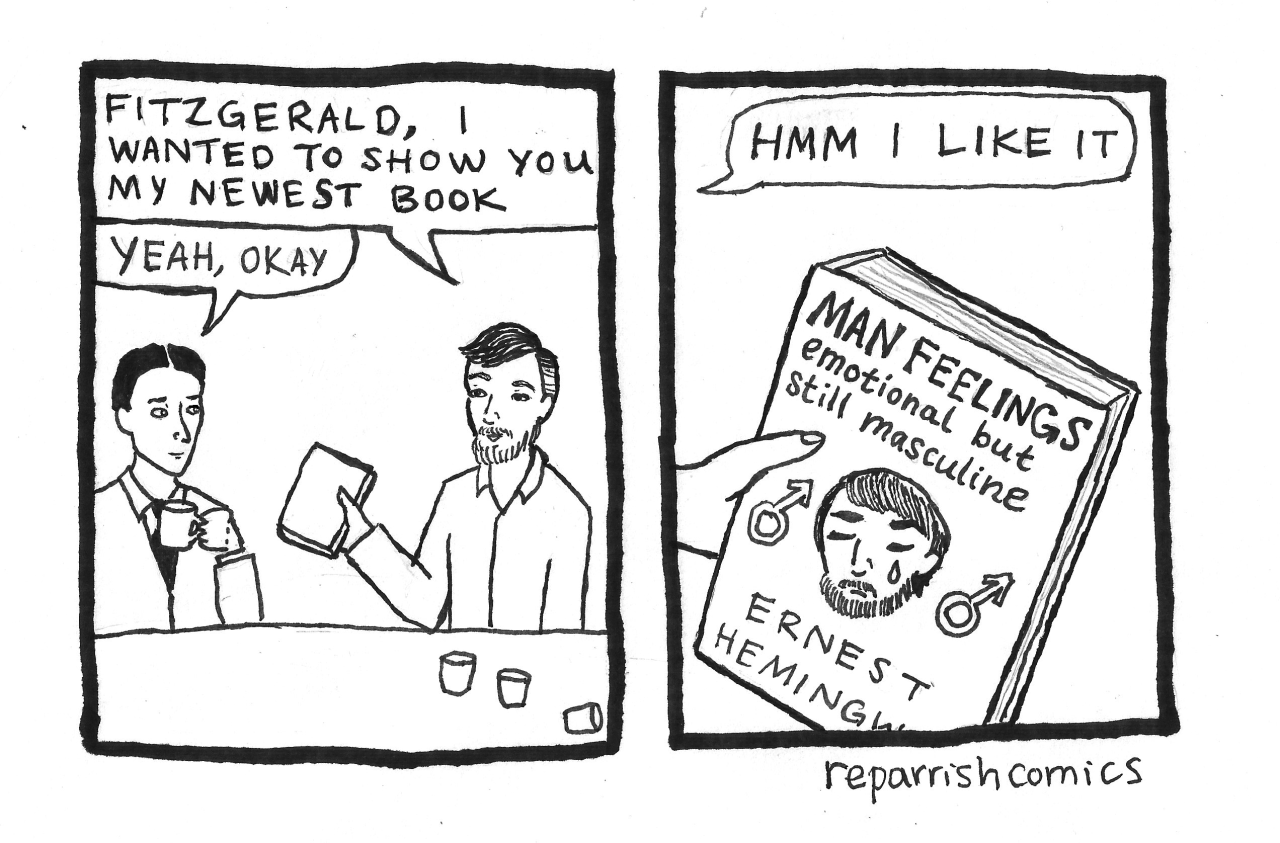 FITZGERALD, I
WANTED TO SHOW YOU
MY NEWEST BOOK
YEAH, OKAY
HMM I LIKE IT
MAN FEELINGS
emotional but
still masculine
ERNEST
HEMINGW
reparrishcomics